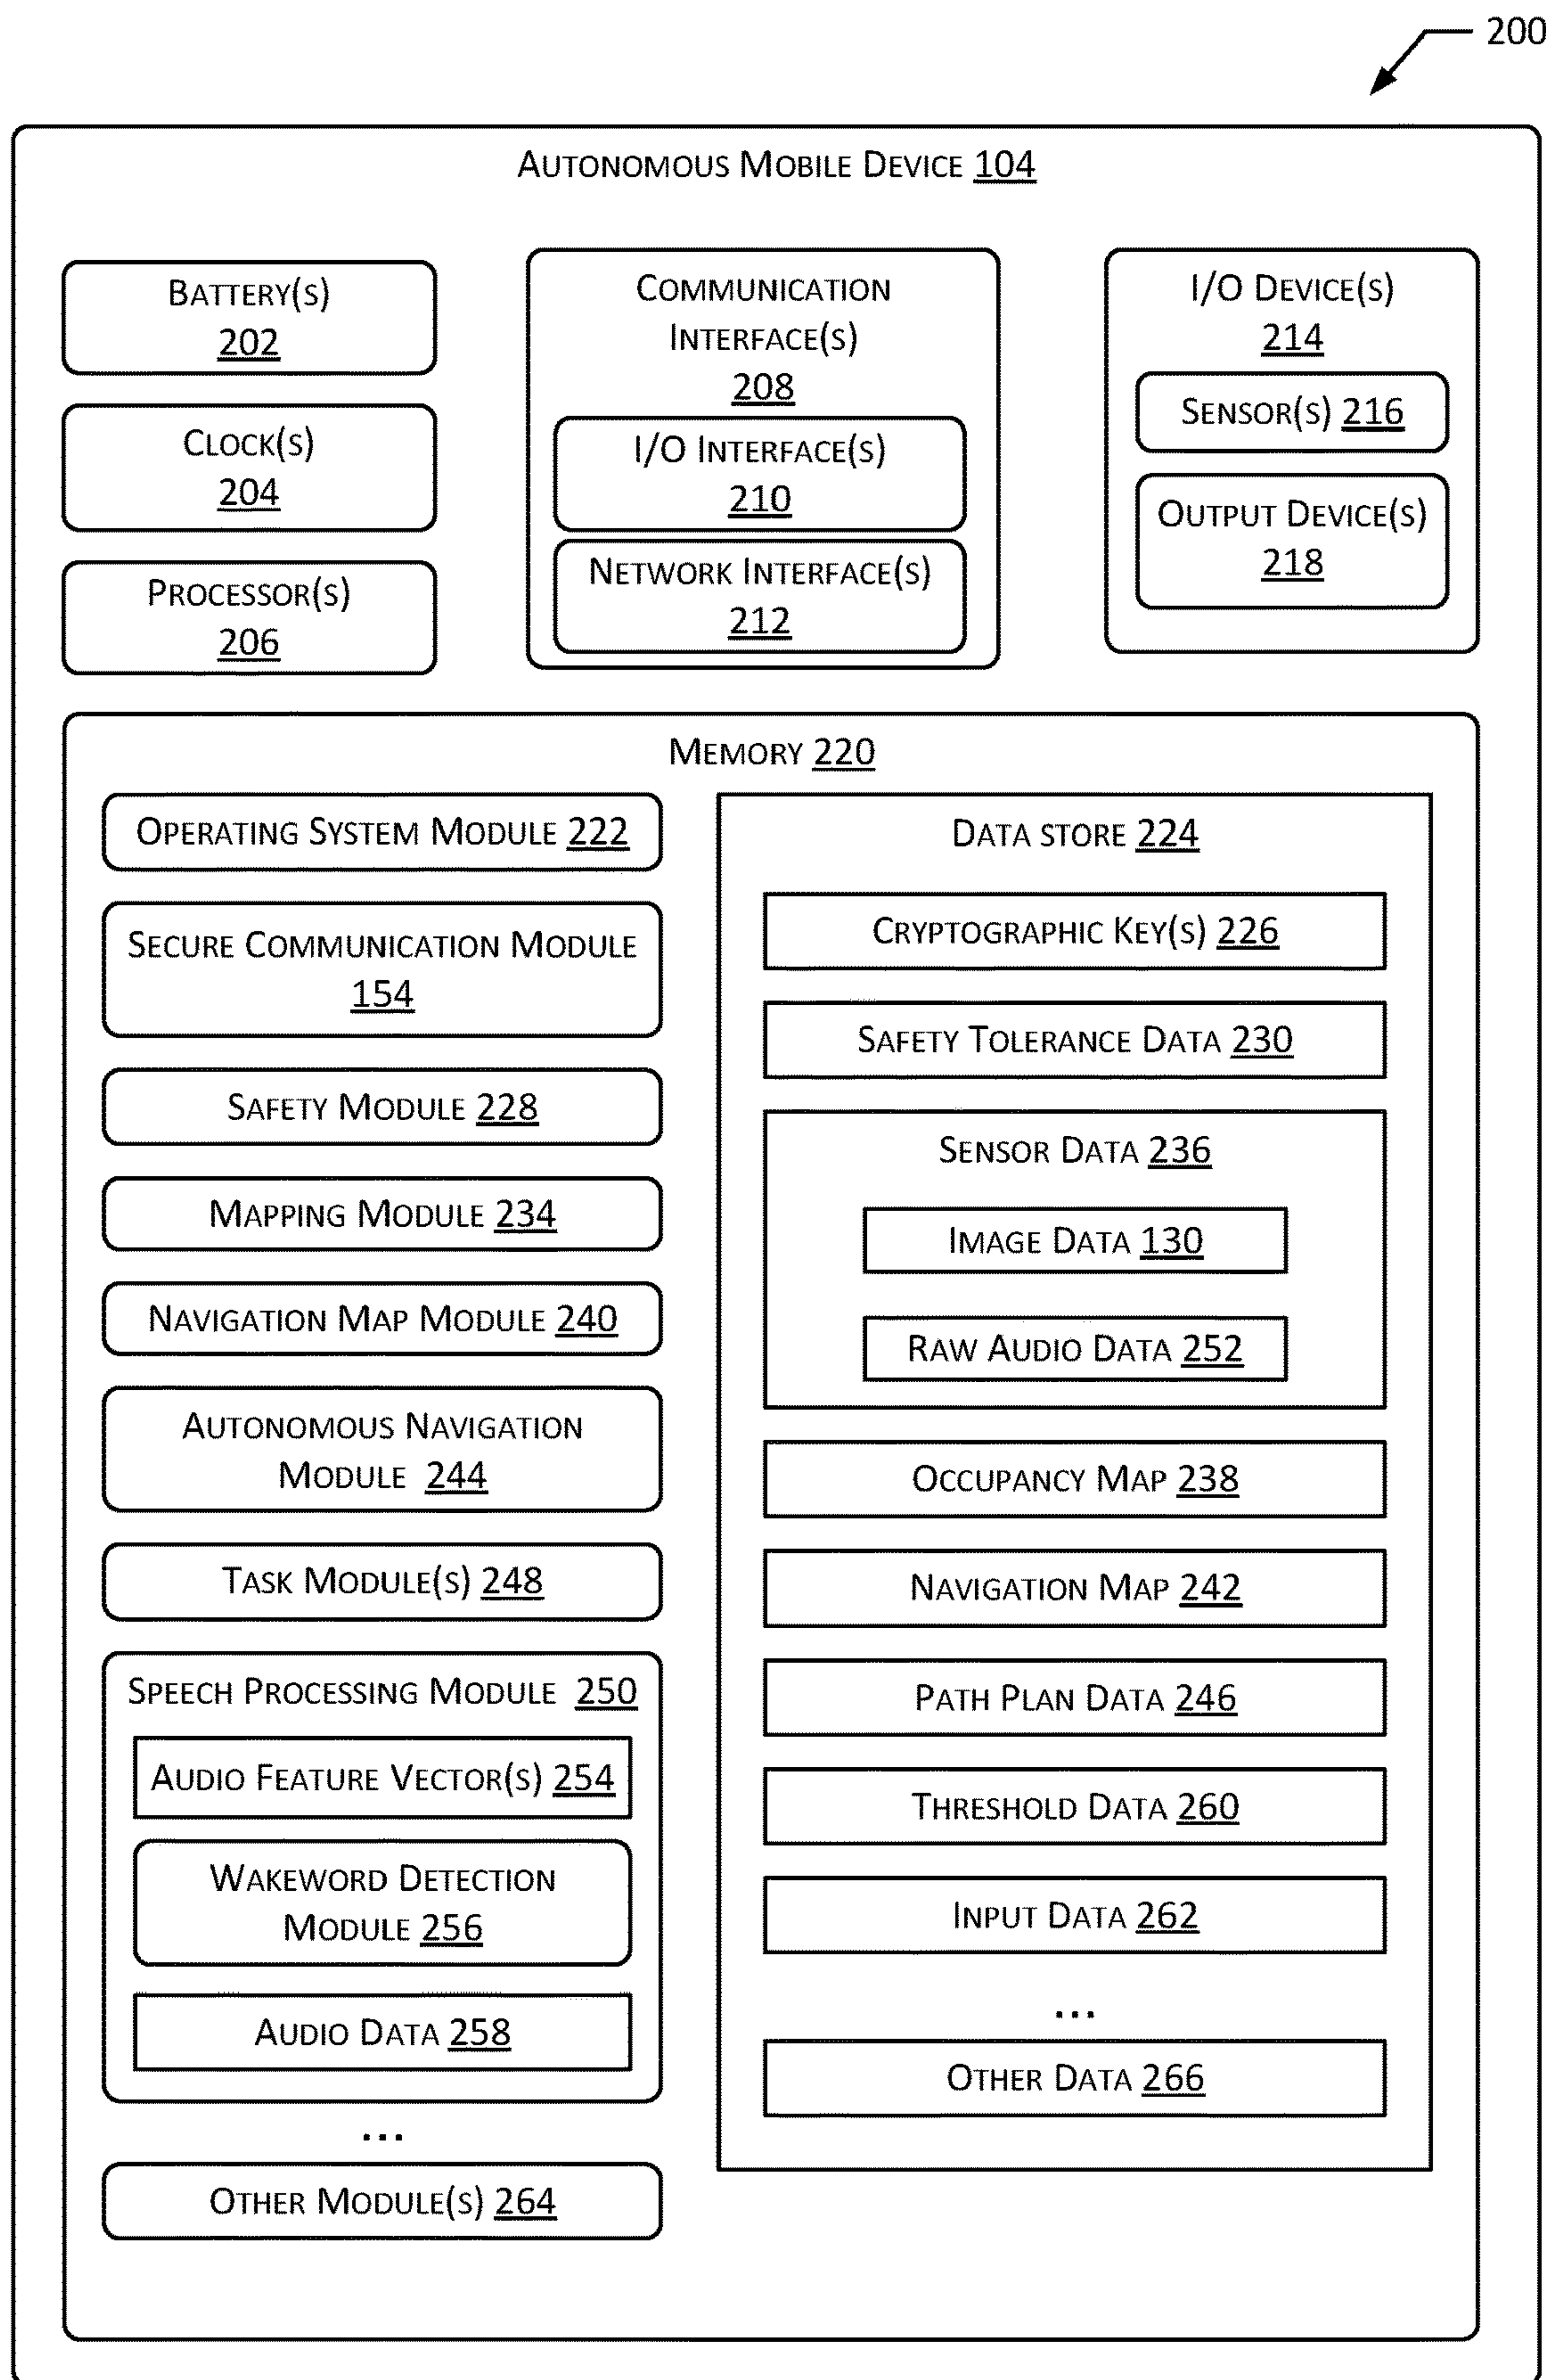 200
Autonomous Mobile Device 104
Battery(s)
202
Clock(s)
204
Processor(s)
206
Communication
Interface(s)
208
I/O Interface(s)
210
Network Interface(s)
212
I/O Device(s)
214
Sensor(s) 216
Output Device(s)
218
Memory 220
Operating System Module 222
Secure Communication Module
154
Safety Module 228
Mapping Module 234
Navigation Map Module 240
Autonomous Navigation
Module 244
Task Module(s) 248
Speech Processing Module 250
Audio Feature Vector(s) 254
Wakeword Detection
Module 256
Audio Data 258
...
Other Module(s) 264
Data store 224
Cryptographic Key(s) 226
Safety Tolerance Data 230
Sensor Data 236
Image Data 130
Raw Audio Data 252
Occupancy Map 238
Navigation Map 242
Path Plan Data 246
Threshold Data 260
Input Data 262
...
Other Data 266